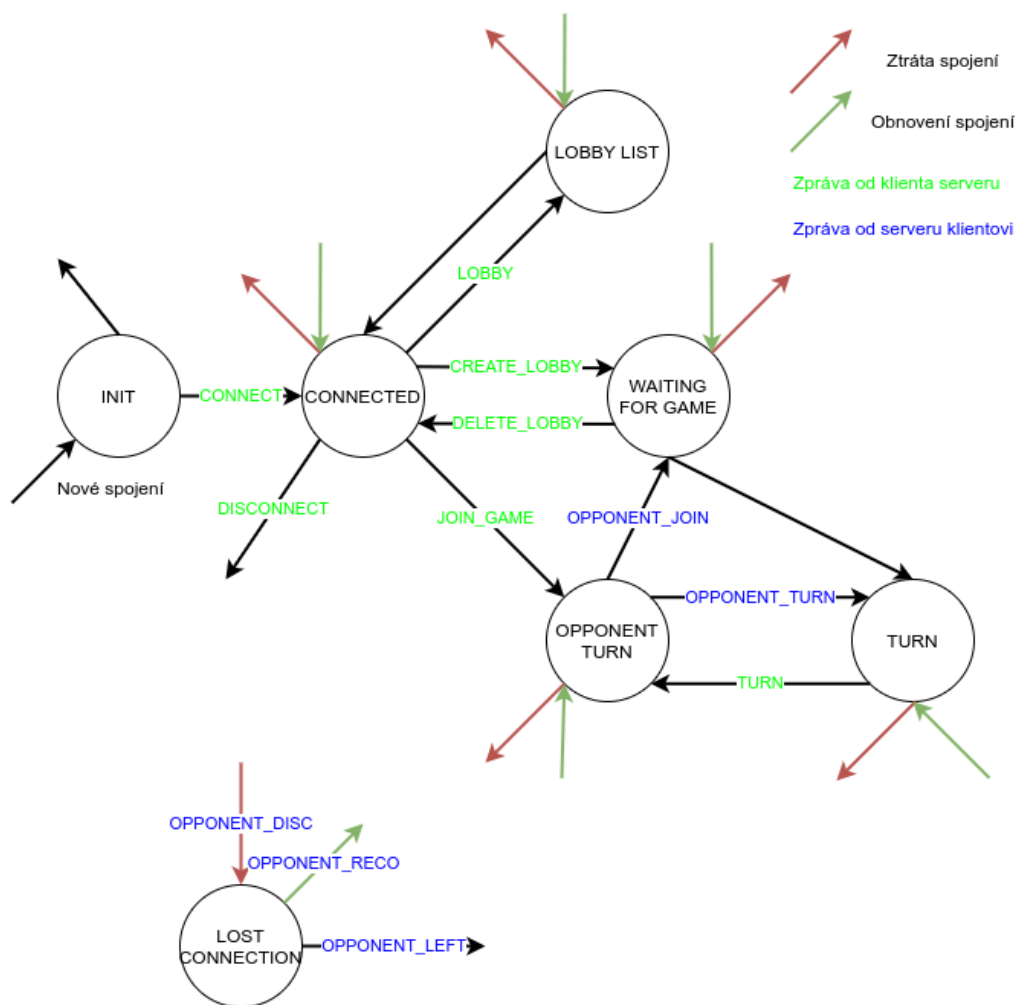 Ztráta spojení
Obnovení spojení
Zpráva od klienta serveru
Zpráva od serveru klientovi
LOBBY LIST
LOBBY
INIT
CONNECT
CONNECTED
CREATE_LOBBY
DELETE_LOBBY
WAITING
FOR GAME
Nové spojení
DISCONNECT
JOIN_GAME
OPPONENT_JOIN
OPPONENT
TURN
OPPONENT_TURN
TURN
TURN
OPPONENT_DISC
OPPONENT_RECO
LOST
CONNECTION
OPPONENT_LEFT